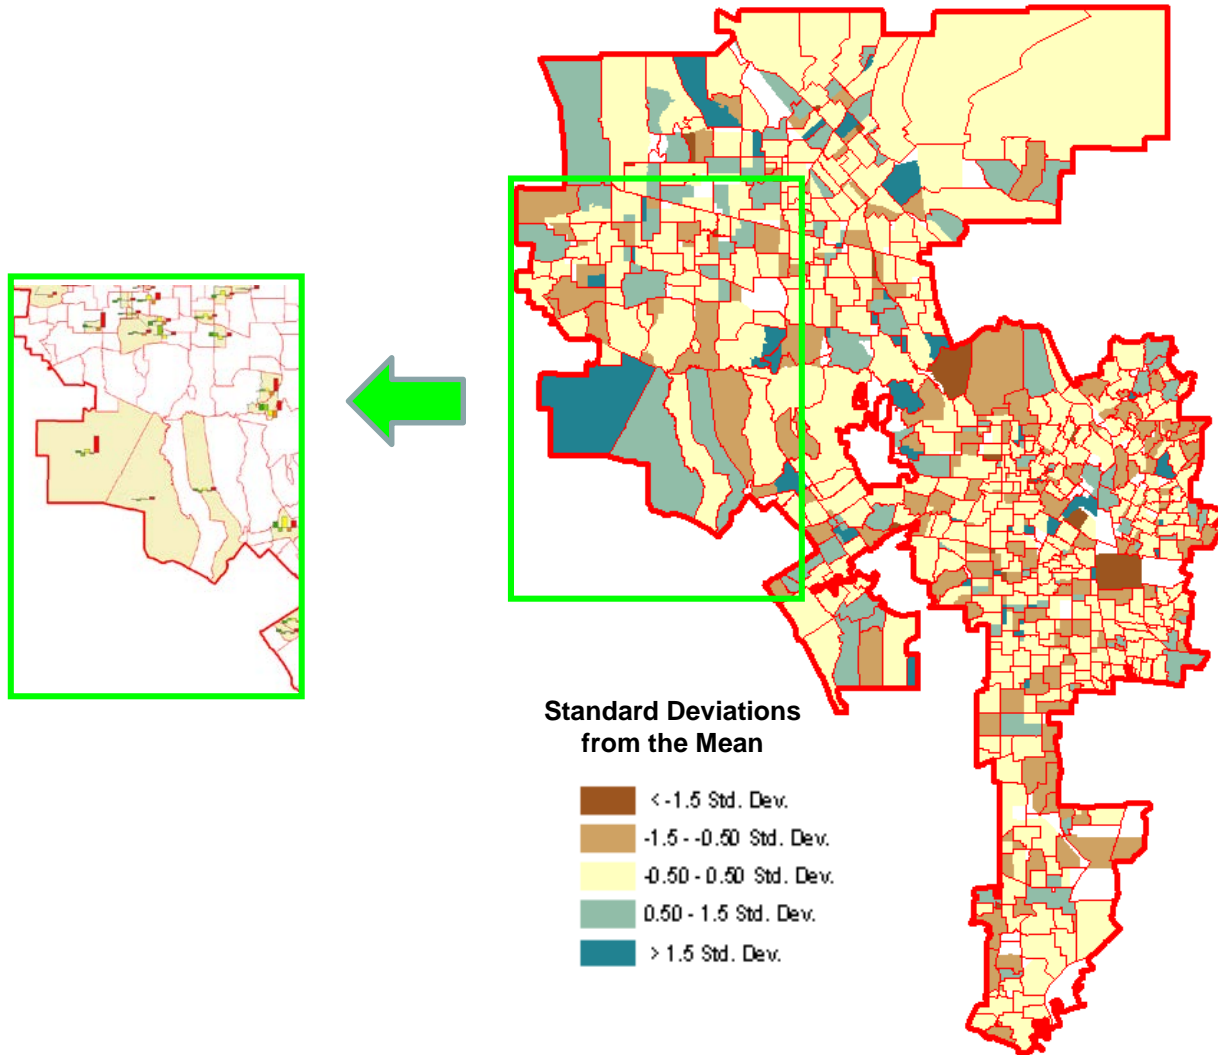 Standard Deviations
from the Mean
< -1.5 Std. Dev.
-1.5 - -0.50 Std. Dev.
-0.50 - 0.50 Std. Dev.
0.50 - 1.5 Std. Dev.
> 1.5 Std. Dev.